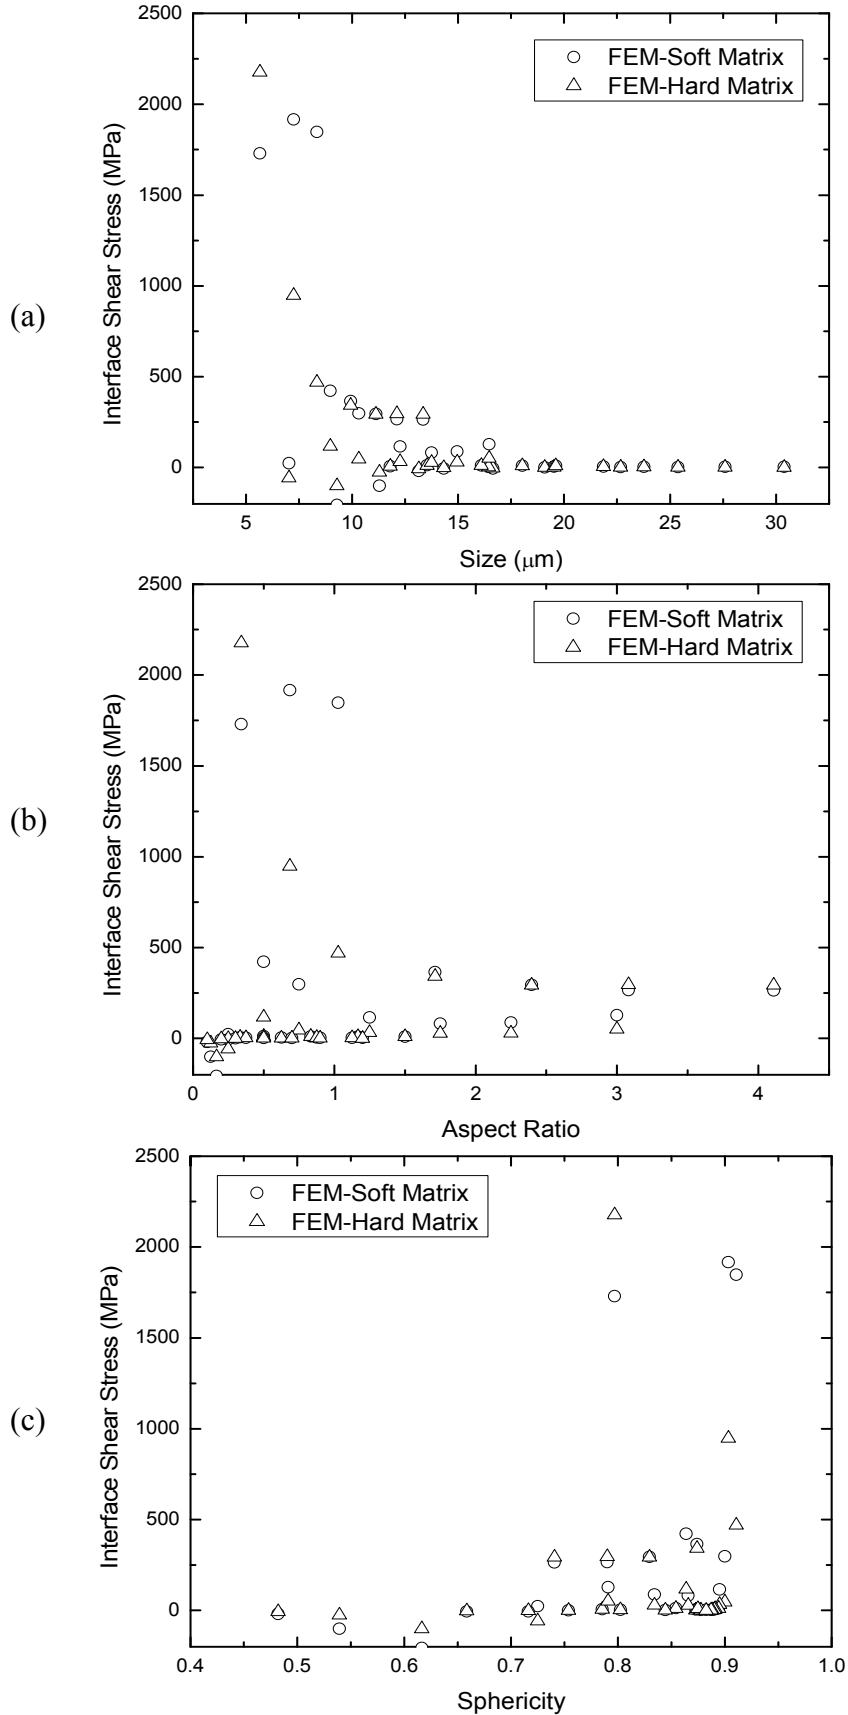 2500
2000
1500
1000
500
0
5
10
15
20
25
30
Interface Shear Stress (MPa)
Size (μm)
FEM-Soft Matrix
FEM-Hard Matrix
(a)
2500
2000
1500
1000
500
0
0
1
2
3
4
Interface Shear Stress (MPa)
Aspect Ratio
FEM-Soft Matrix
FEM-Hard Matrix
(b)
2500
2000
1500
1000
500
0
0.4
0.5
0.6
0.7
0.8
0.9
1.0
Interface Shear Stress (MPa)
Sphericity
FEM-Soft Matrix
FEM-Hard Matrix
(c)